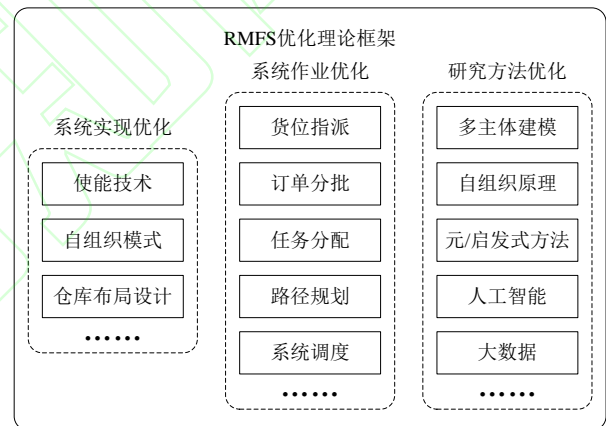 RMFS优化理论框架
系统实现优化
使能技术
自组织模式
仓库布局设计
••••••
系统作业优化
货位指派
订单分批
任务分配
路径规划
系统调度
••••••
研究方法优化
多主体建模
自组织原理
元/启发式方法
人工智能
大数据
••••••